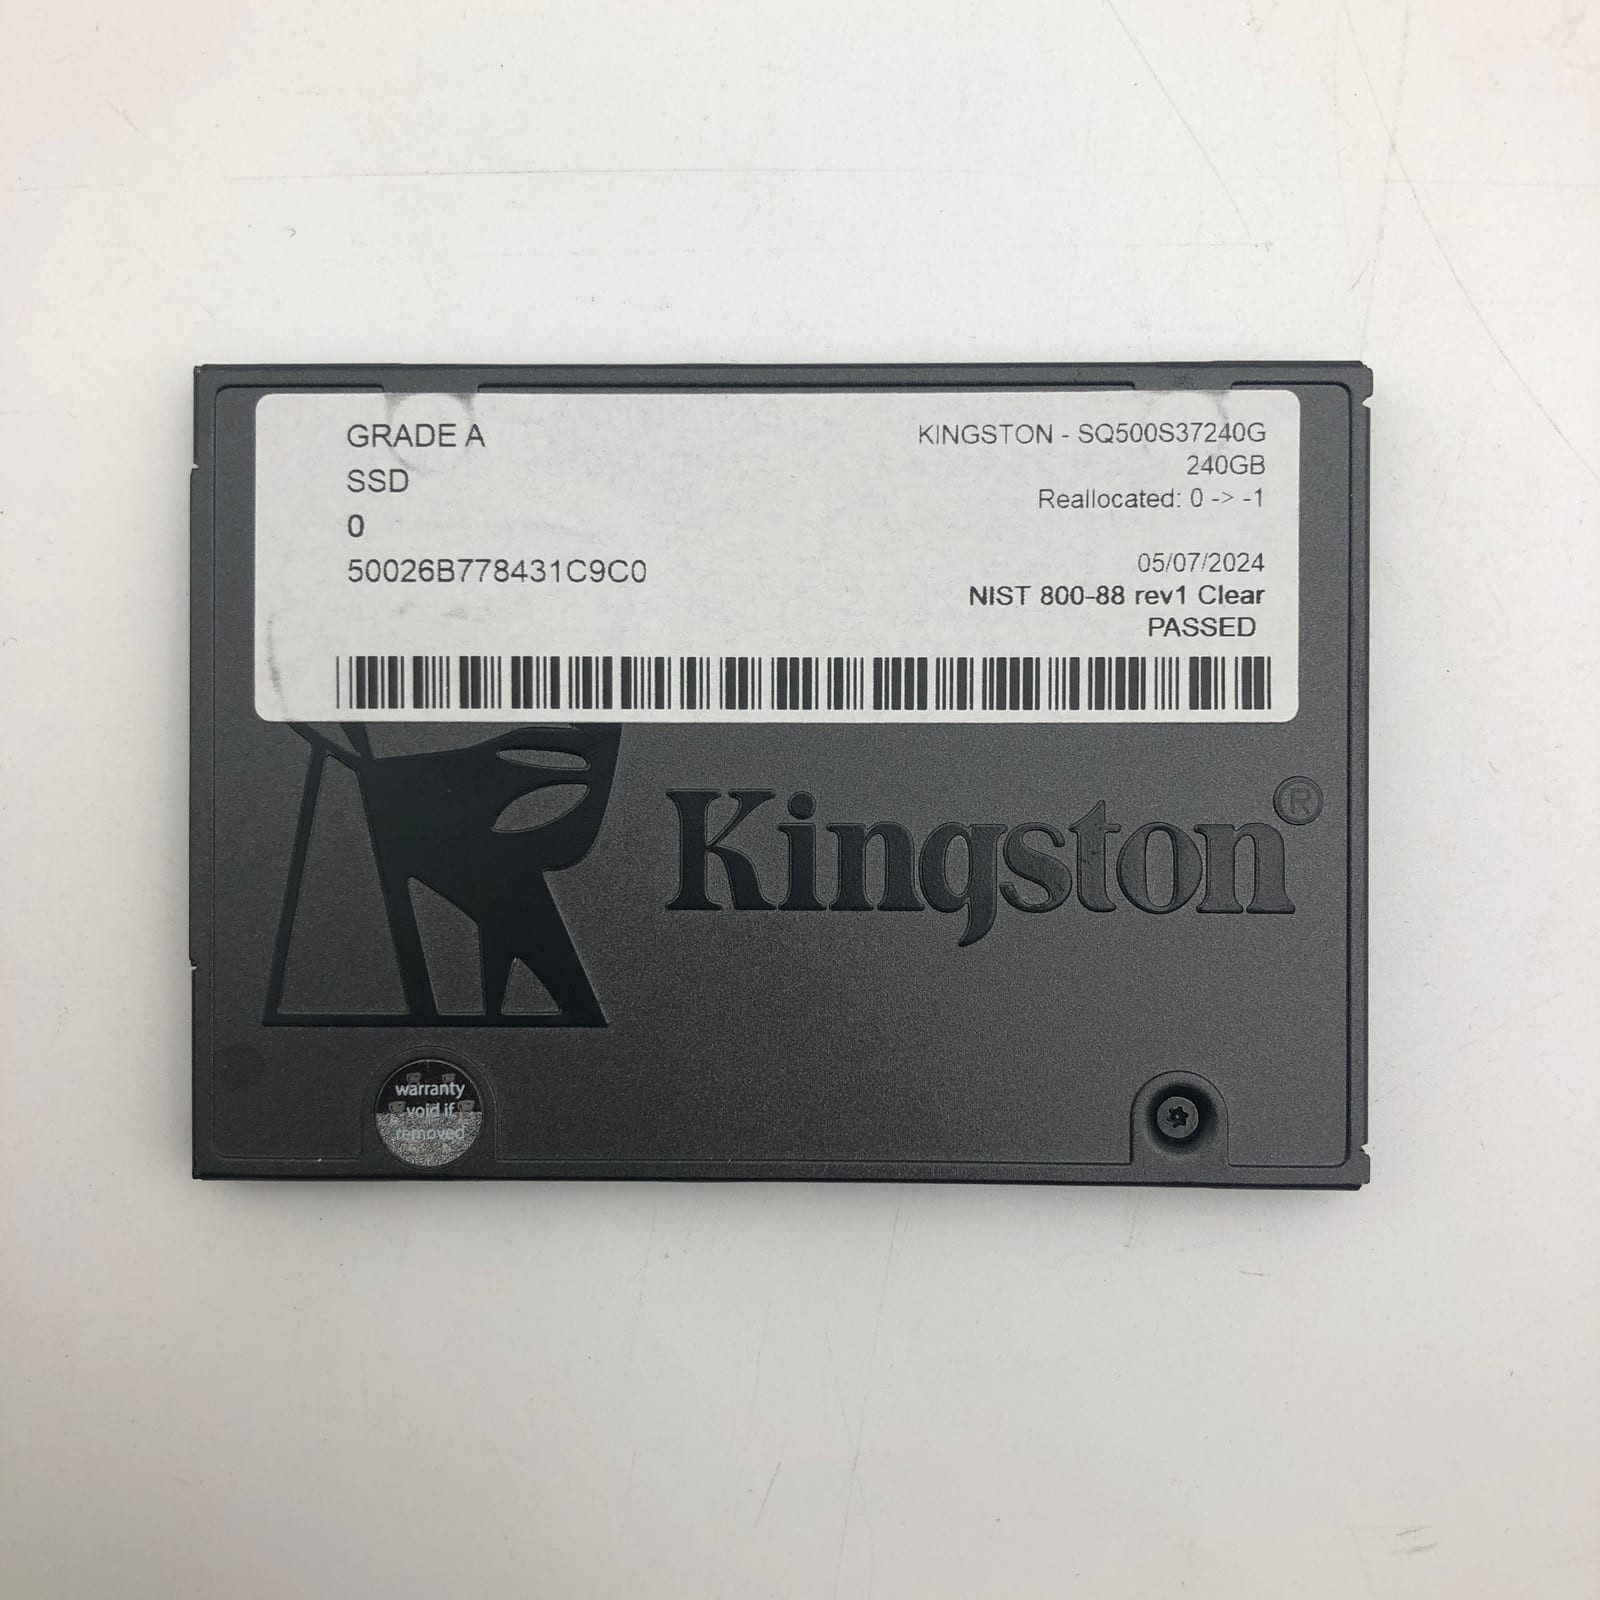 GRADE A
SSD
0
50026B778431C9C0
KINGSTON - SQ500S37240G
240GB
Reallocated: 0 -> -1
05/07/2024
NIST 800-88 rev1 Clear
PASSED
Kingston®
warranty
void if
removed